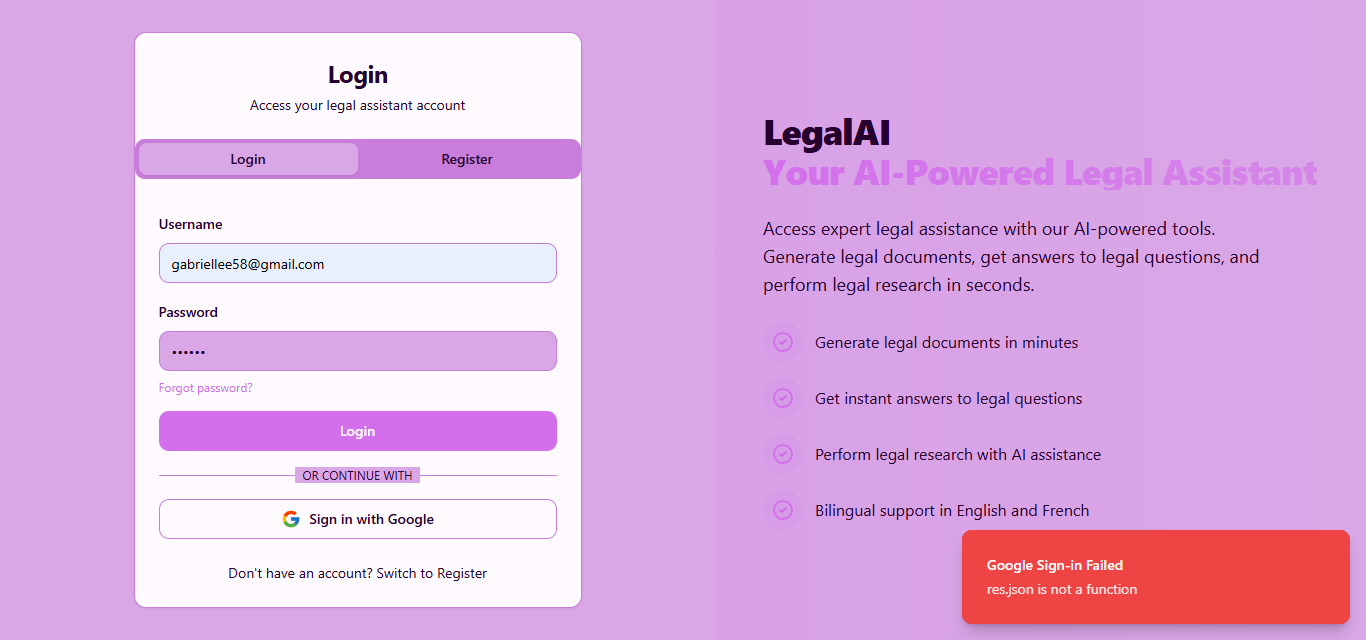 Login
Access your legal assistant account
Login
Register
Username
gabriellee58@gmail.com
Password
••••••
Forgot password?
Login
OR CONTINUE WITH
Sign in with Google
Don't have an account? Switch to Register
LegalAI
Your AI-Powered Legal Assistant
Access expert legal assistance with our AI-powered tools.
Generate legal documents, get answers to legal questions, and
perform legal research in seconds.
Generate legal documents in minutes
Get instant answers to legal questions
Perform legal research with AI assistance
Bilingual support in English and French
Google Sign-in Failed
res.json is not a function